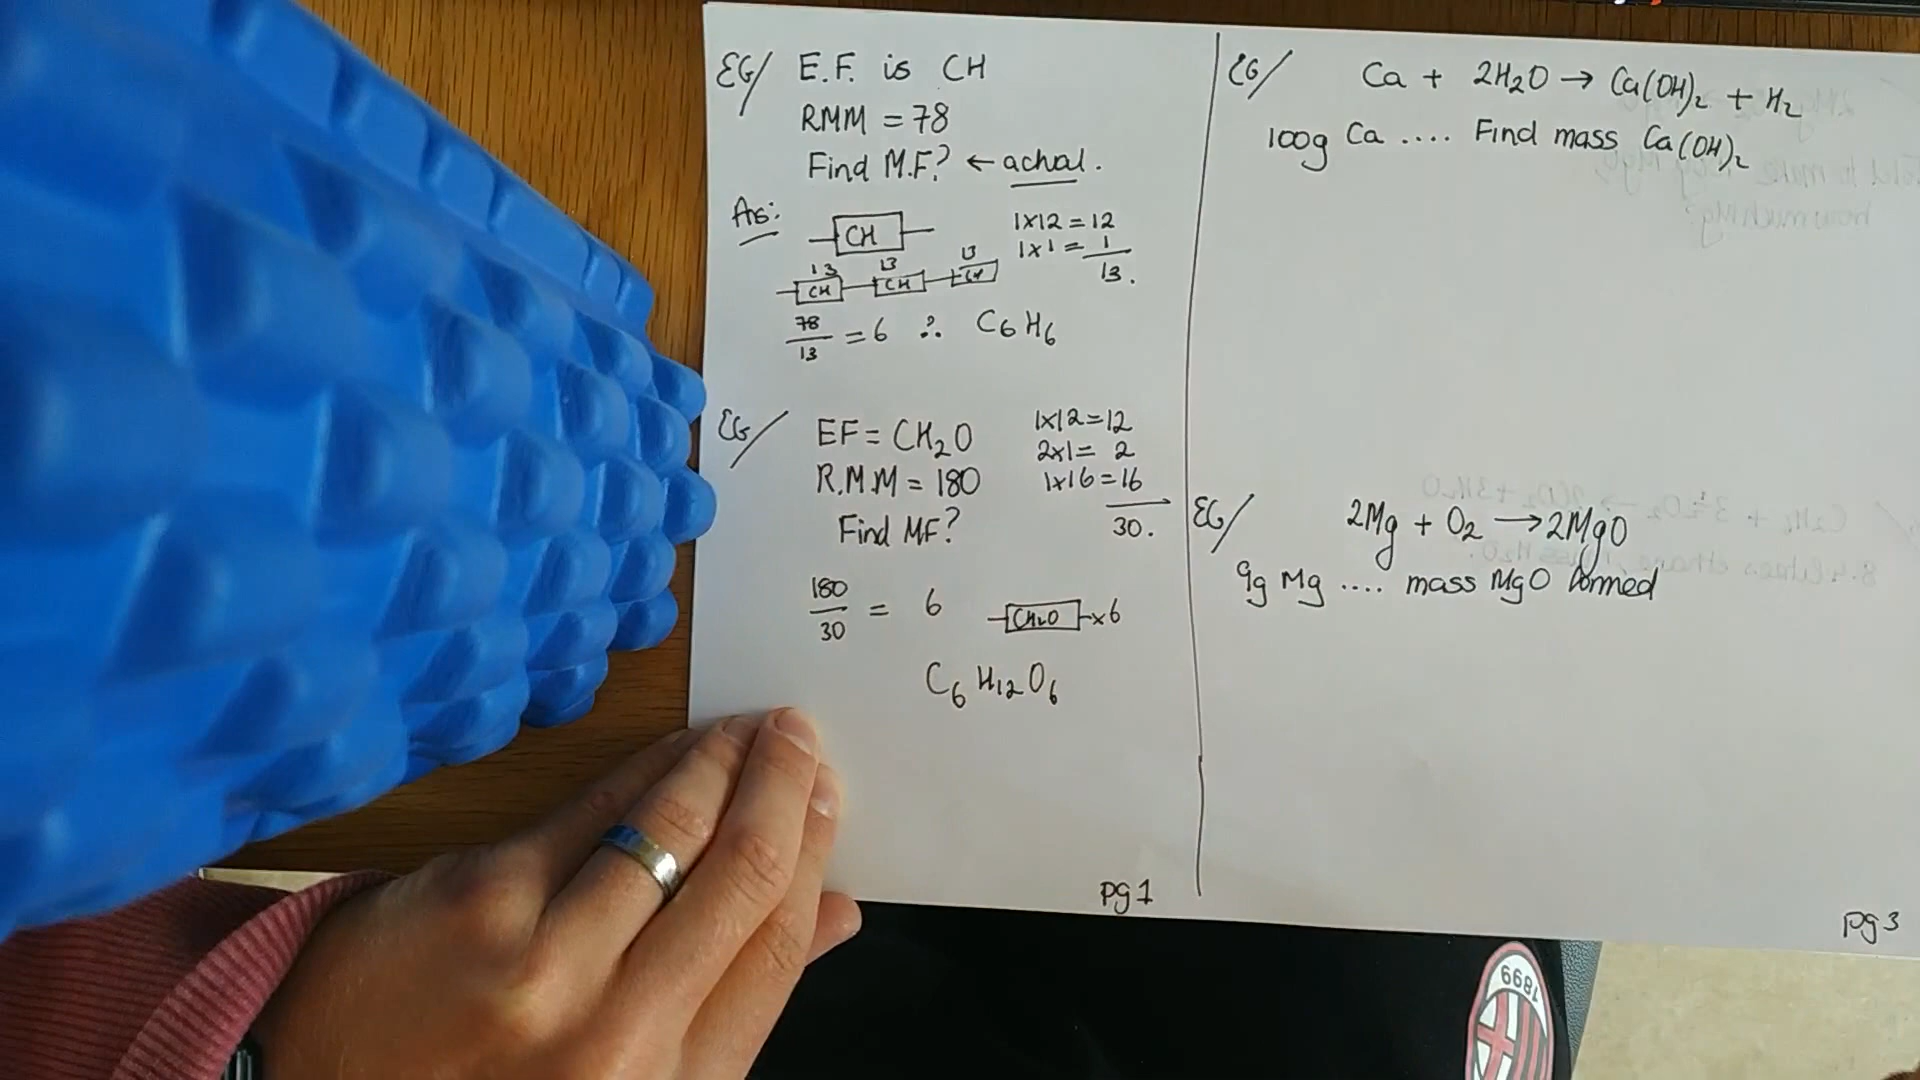 EG/ E.F. is CH
RMM = 78
Find M.F? ← actual.
Ans:
CH
1x12 = 12
1x1 = 1
13.
13 13 13
CH CH CH
78/13 = 6 ∴ C6H6
EG/ EF = CH2O
R.M.M = 180
Find MF?
1x12=12
2x1= 2
1x16=16
30.
180/30 = 6
CH2O x6
C6H12O6
pg 1
EG/ Ca + 2H2O → Ca(OH)2 + H2
100g Ca .... Find mass Ca(OH)2
EG/ 2Mg + O2 → 2MgO
9g Mg .... mass MgO formed
pg 3
1899